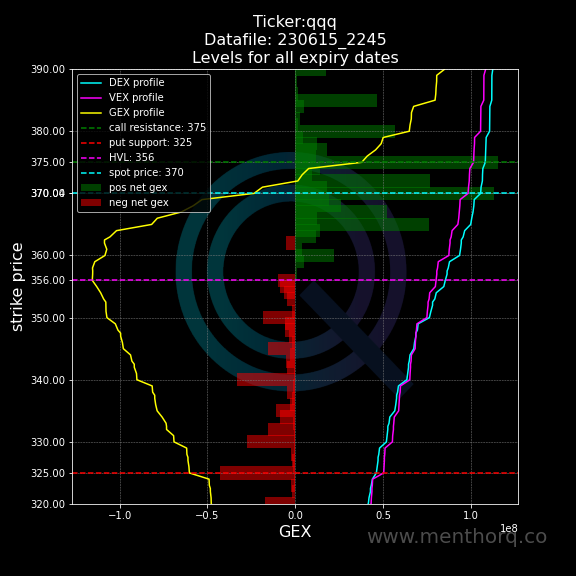 Ticker:qqq
Datafile: 230615_2245
Levels for all expiry dates
DEX profile
VEX profile
GEX profile
call resistance: 375
put support: 325
HVL: 356
spot price: 370
pos net gex
neg net gex
strike price
390.00
380.00
375.00
370.00
360.00
356.00
350.00
340.00
330.00
325.00
320.00
−1.0
−0.5
0.0
0.5
1.0
1e8
GEX
www.menthorq.co